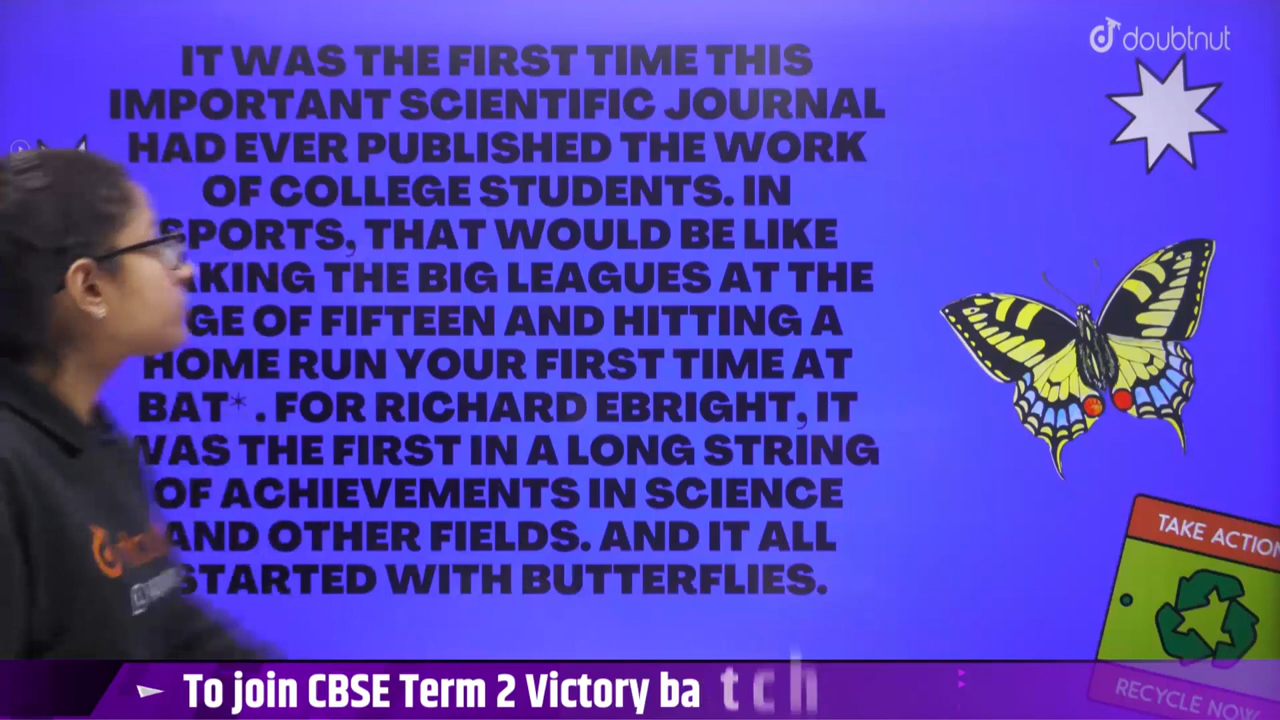 doubtnut
IT WAS THE FIRST TIME THIS
IMPORTANT SCIENTIFIC JOURNAL
HAD EVER PUBLISHED THE WORK
OF COLLEGE STUDENTS. IN
SPORTS, THAT WOULD BE LIKE
AKING THE BIG LEAGUES AT THE
GE OF FIFTEEN AND HITTING A
HOME RUN YOUR FIRST TIME AT
BAT* . FOR RICHARD EBRIGHT, IT
WAS THE FIRST IN A LONG STRING
OF ACHIEVEMENTS IN SCIENCE
AND OTHER FIELDS. AND IT ALL
STARTED WITH BUTTERFLIES.
TAKE ACTION
RECYCLE NOW
To join CBSE Term 2 Victory batch